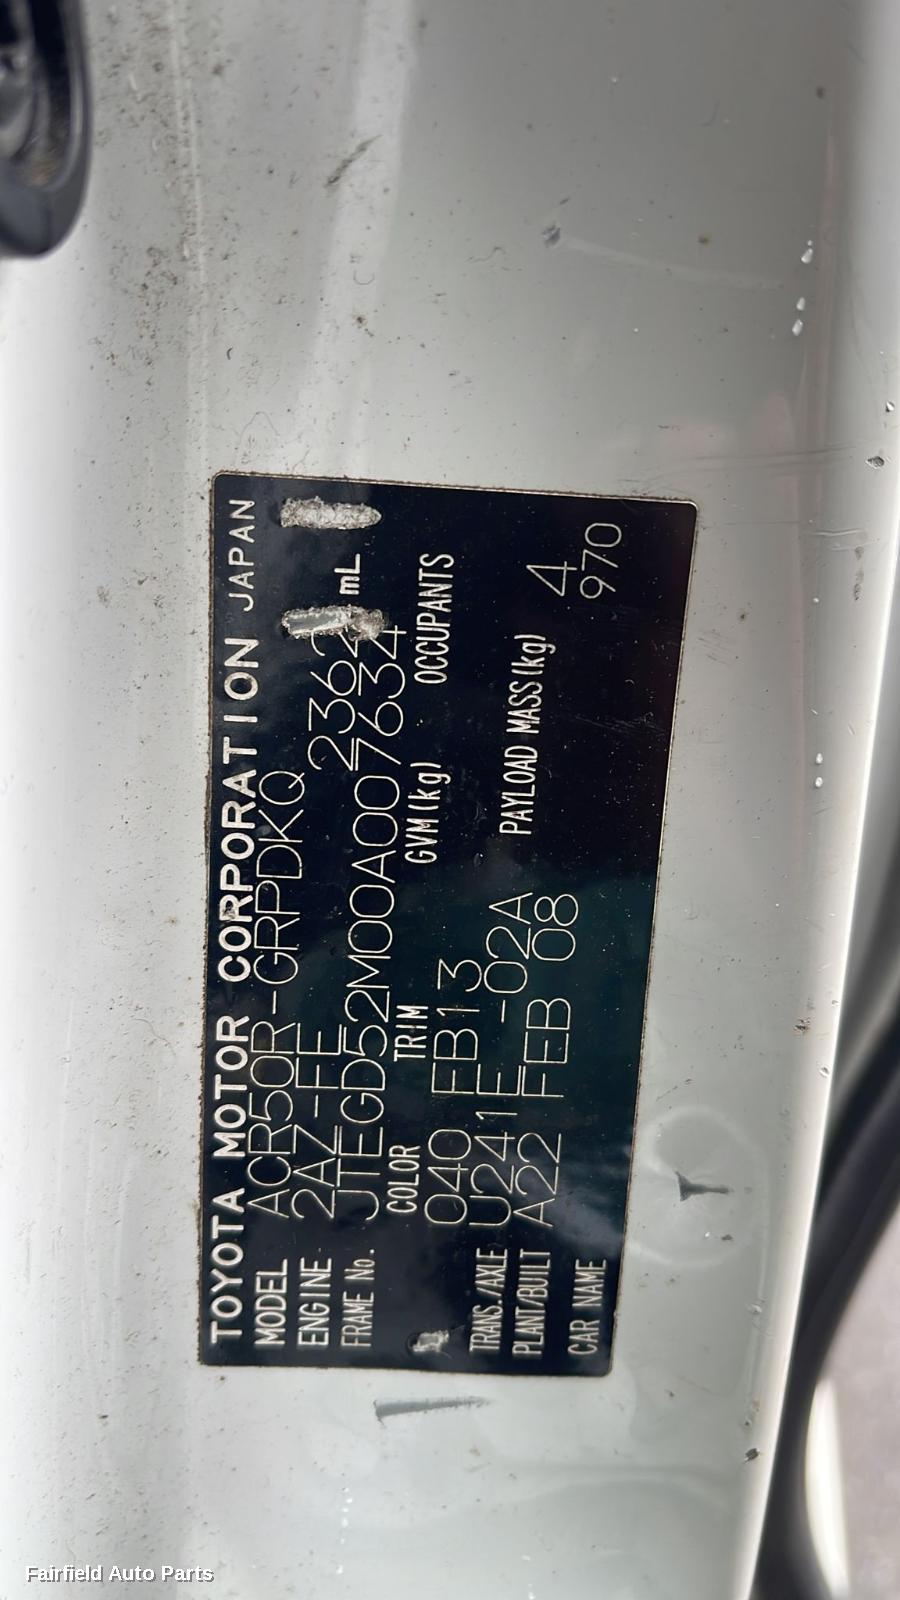 TOYOTA MOTOR CORPORATION JAPAN
MODEL ACR50R-GRPDKQ
ENGINE 2AZ-FE 2362 mL
FRAME No. JTEGD52M00A007634
COLOR TRIM GVM(kg) OCCUPANTS
040 FB13
TRANS./AXLE U241E -02A PAYLOAD MASS(kg) 4
PLANT/BUILT A22 FEB 08 970
CAR NAME
Fairfield Auto Parts